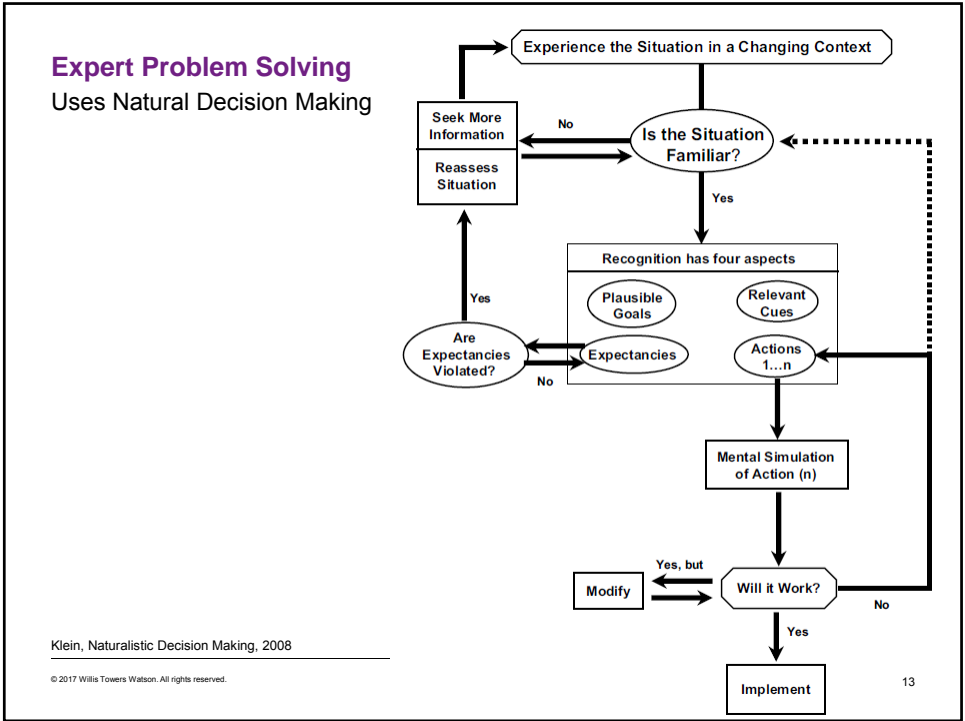 Expert Problem Solving
Uses Natural Decision Making
Experience the Situation in a Changing Context
Seek More
Information
Reassess
Situation
No
Is the Situation
Familiar?
Yes
Recognition has four aspects
Plausible
Goals
Relevant
Cues
Expectancies
Actions
1...n
Yes
Are
Expectancies
Violated?
No
Mental Simulation
of Action (n)
Yes, but
Modify
Will it Work?
No
Yes
Implement
Klein, Naturalistic Decision Making, 2008
© 2017 Willis Towers Watson. All rights reserved.
13